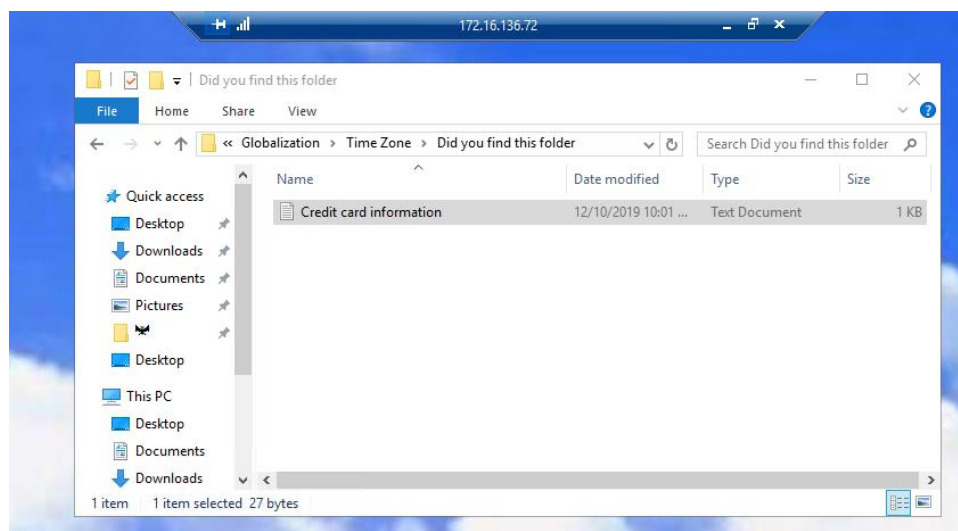 172.16.136.72
Did you find this folder
File Home Share View
« Globalization > Time Zone > Did you find this folder Search Did you find this folder
Name Date modified Type Size
Quick access
Credit card information 12/10/2019 10:01 ... Text Document 1 KB
Desktop
Downloads
Documents
Pictures
Desktop
This PC
Desktop
Documents
Downloads
1 item 1 item selected 27 bytes